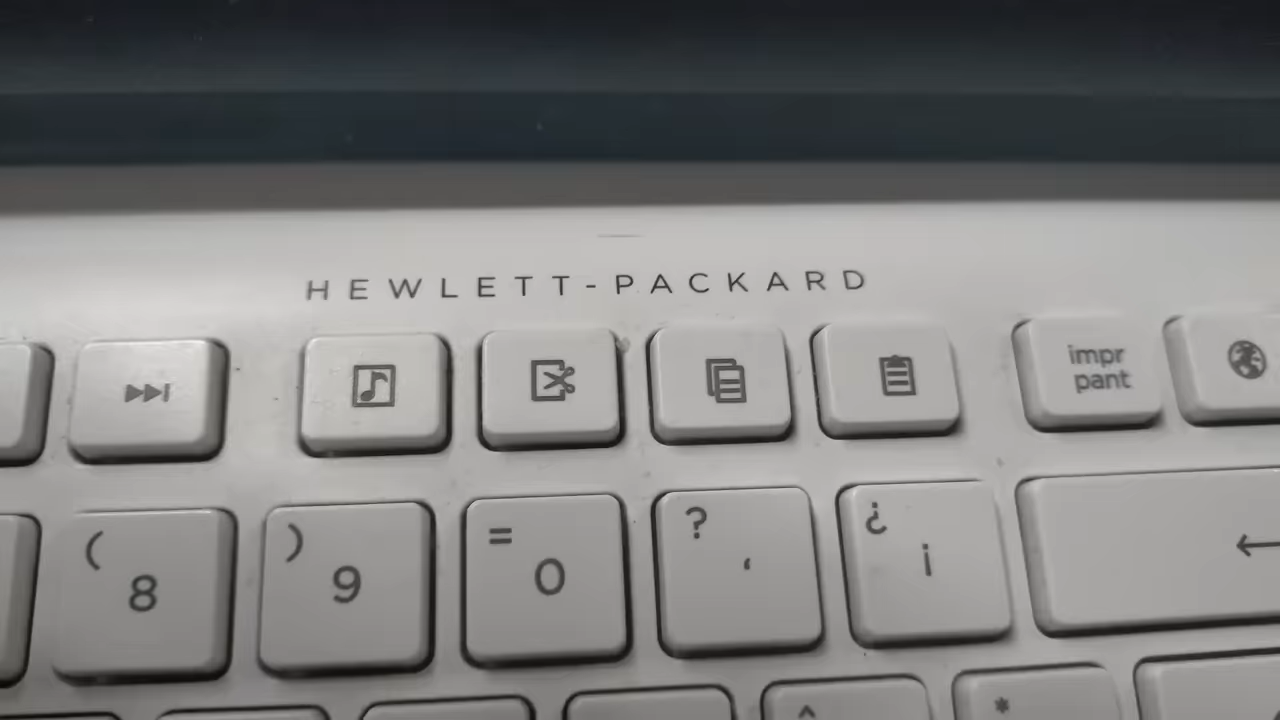 HEWLETT-PACKARD
impr
pant
( ) = ? ¿
8 9 0 ‘ ¡
^ *